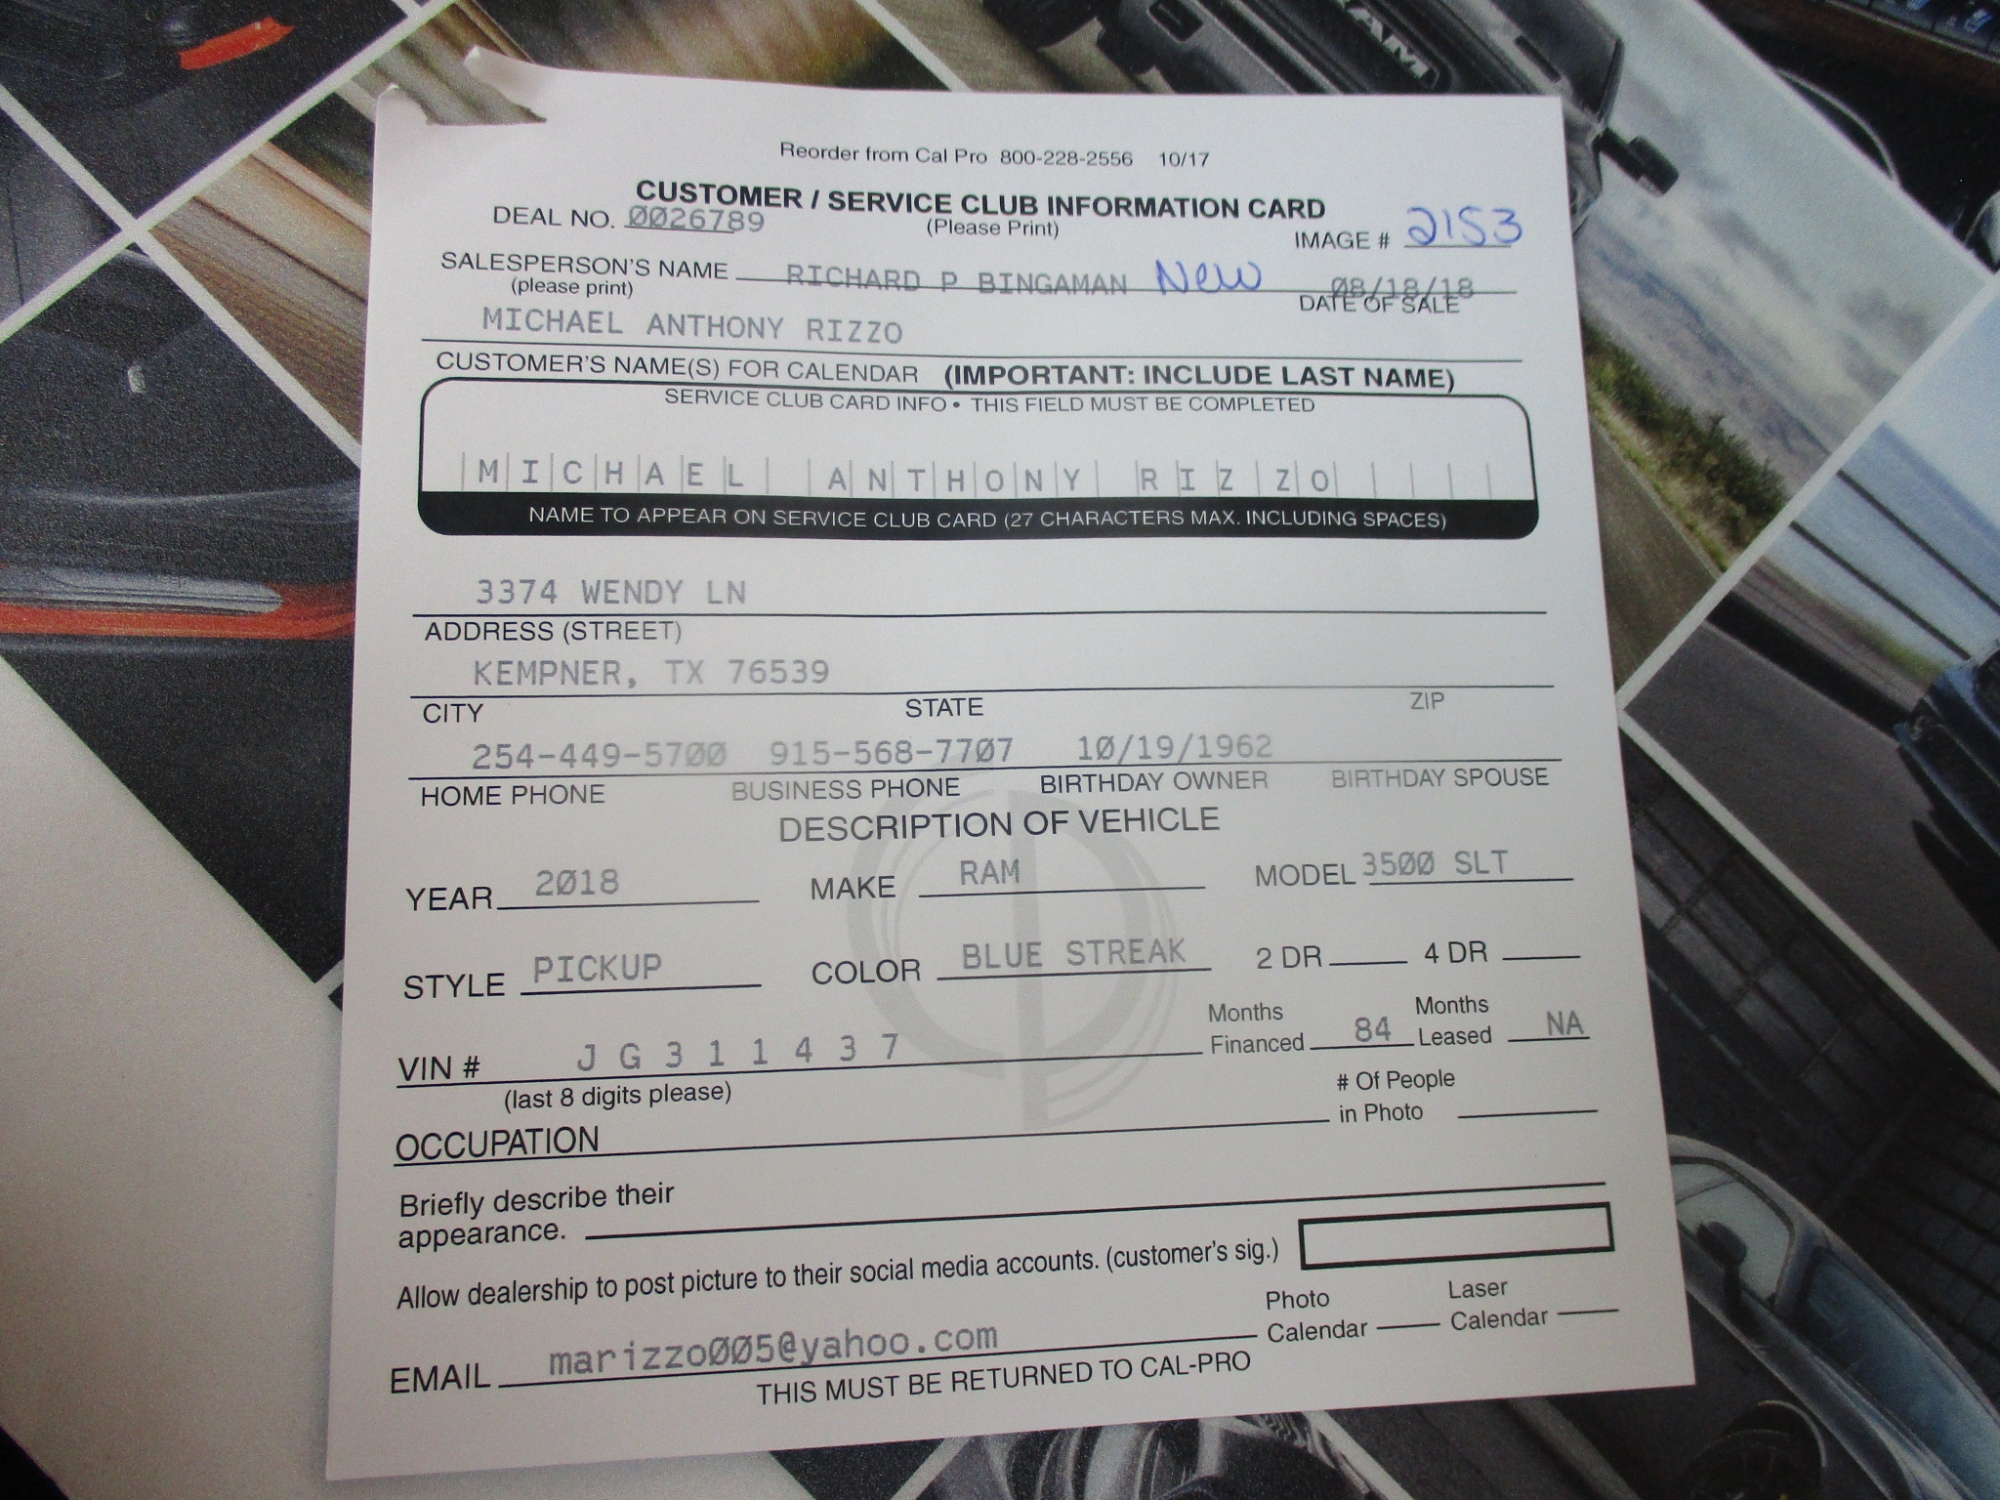 RAM
Reorder from Cal Pro 800-228-2556 10/17
CUSTOMER / SERVICE CLUB INFORMATION CARD
DEAL NO. 0026789 (Please Print) IMAGE # 2153
SALESPERSON'S NAME RICHARD P BINGAMAN New 08/18/18
(please print) DATE OF SALE
MICHAEL ANTHONY RIZZO
CUSTOMER'S NAME(S) FOR CALENDAR (IMPORTANT: INCLUDE LAST NAME)
SERVICE CLUB CARD INFO • THIS FIELD MUST BE COMPLETED
MICHAEL ANTHONY RIZZO
NAME TO APPEAR ON SERVICE CLUB CARD (27 CHARACTERS MAX. INCLUDING SPACES)
3374 WENDY LN
ADDRESS (STREET)
KEMPNER, TX 76539
CITY STATE ZIP
254-449-5700 915-568-7707 10/19/1962
HOME PHONE BUSINESS PHONE BIRTHDAY OWNER BIRTHDAY SPOUSE
DESCRIPTION OF VEHICLE
YEAR 2018 MAKE RAM MODEL 3500 SLT
STYLE PICKUP COLOR BLUE STREAK 2 DR 4 DR
VIN # J G 3 1 1 4 3 7 Months Financed 84 Months Leased NA
(last 8 digits please)
OCCUPATION # Of People in Photo
Briefly describe their
appearance.
Allow dealership to post picture to their social media accounts. (customer's sig.)
EMAIL marizzo005@yahoo.com Photo Calendar Laser Calendar
THIS MUST BE RETURNED TO CAL-PRO